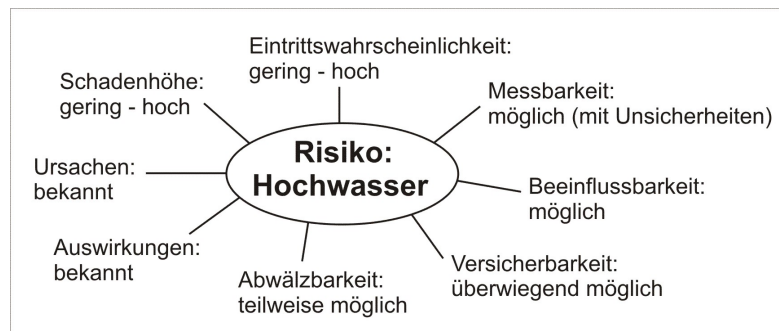 Eintrittswahrscheinlichkeit:
gering - hoch
Schadenhöhe:
gering - hoch
Messbarkeit:
möglich (mit Unsicherheiten)
Risiko:
Hochwasser
Ursachen:
bekannt
Beeinflussbarkeit:
möglich
Auswirkungen:
bekannt
Abwälzbarkeit:
teilweise möglich
Versicherbarkeit:
überwiegend möglich